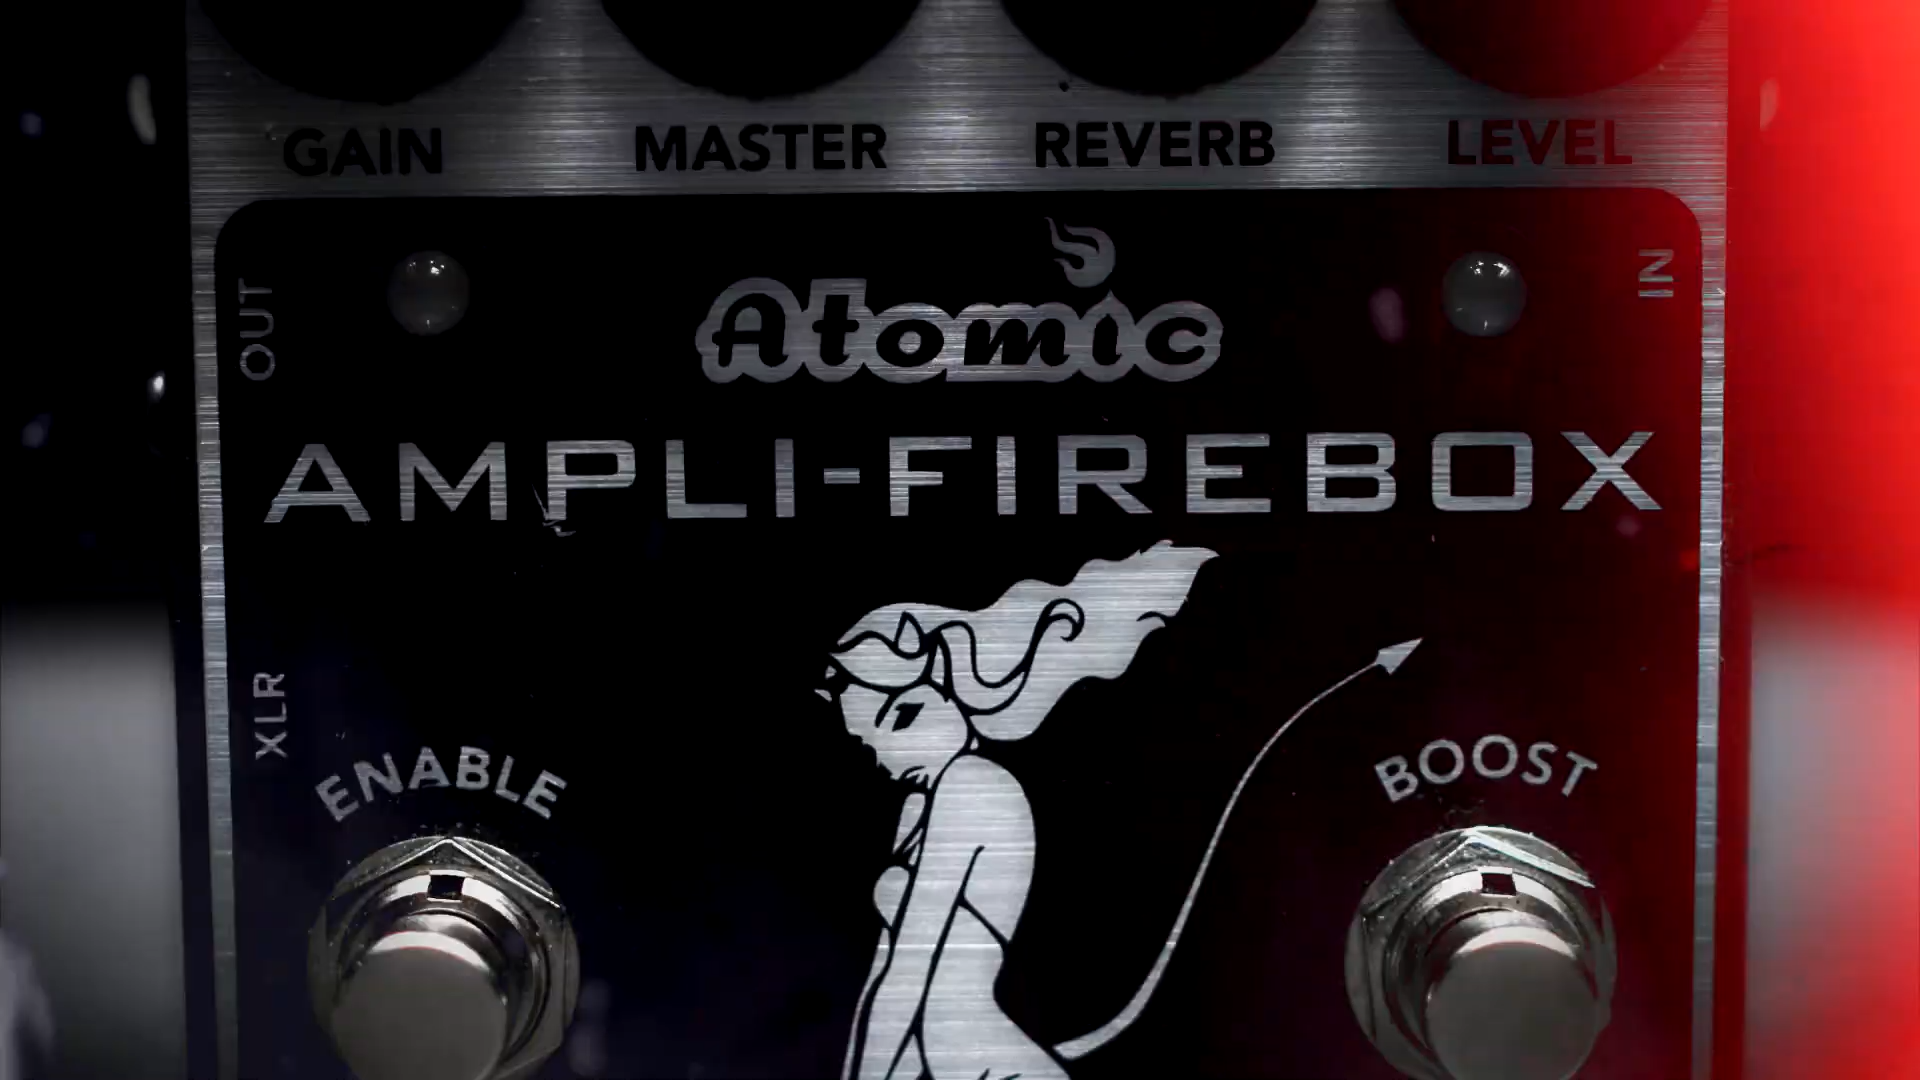 GAIN MASTER REVERB LEVEL
OUT
IN
Atomic
AMPLI-FIREBOX
XLR
ENABLE
BOOST